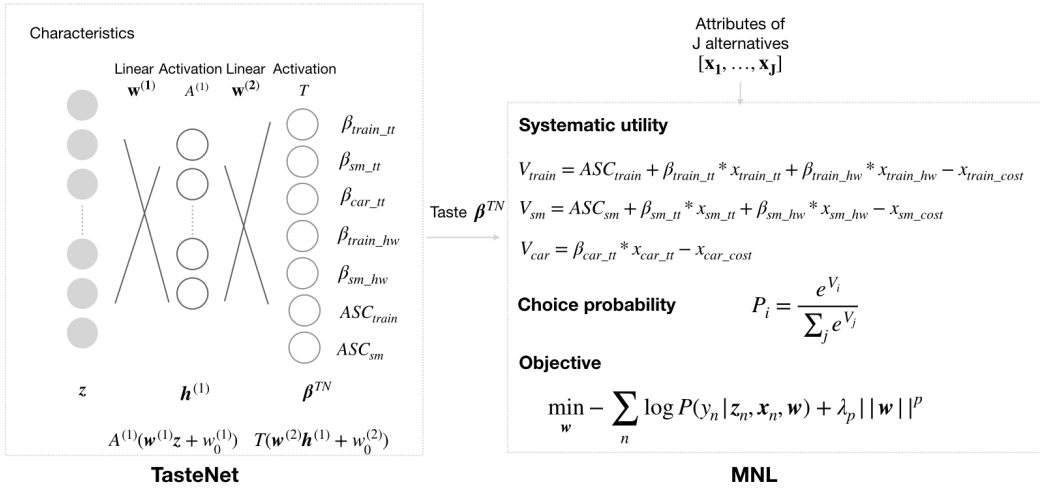 Characteristics
Linear Activation Linear Activation
w^(1) A^(1) w^(2) T
β_train_tt
β_sm_tt
β_car_tt
β_train_hw
β_sm_hw
ASC_train
ASC_sm
z h^(1) β^TN
A^(1)(w^(1)z + w_0^(1)) T(w^(2)h^(1) + w_0^(2))
TasteNet
Taste β^TN
Attributes of
J alternatives
[x_1, …, x_J]
Systematic utility
V_train = ASC_train + β_train_tt * x_train_tt + β_train_hw * x_train_hw − x_train_cost
V_sm = ASC_sm + β_sm_tt * x_sm_tt + β_sm_hw * x_sm_hw − x_sm_cost
V_car = β_car_tt * x_car_tt − x_car_cost
Choice probability P_i = e^{V_i} / ∑_j e^{V_j}
Objective
min_w − ∑_n log P(y_n | z_n, x_n, w) + λ_p ||w||^p
MNL